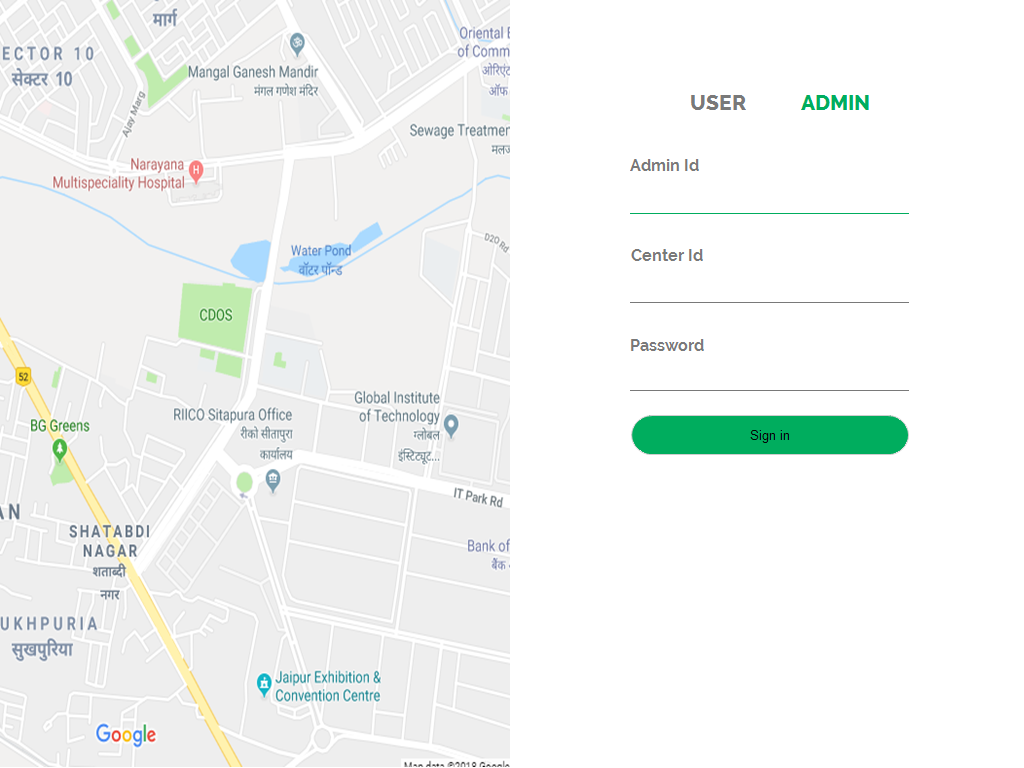 मार्ग
ECTOR 10
सेक्टर 10
Ajay Marg
Mangal Ganesh Mandir
मंगल गणेश मंदिर
Oriental
of Comm
ऑफ
Sewage Treatmen
Narayana
Multispeciality Hospital
H
D2O Rd
Water Pond
वॉटर पॉन्ड
CDOS
52
BG Greens
RIICO Sitapura Office
रीको सीतापुरा
कार्यालय
Global Institute
of Technology
ग्लोबल
इंस्टिट्यूट...
IT Park Rd
AN
SHATABDI
NAGAR
शताब्दी
नगर
Bank of
बैंक
UKHPURIA
सुखपुरिया
Jaipur Exhibition &
Convention Centre
Google
Map data ©2018 Google
USER
ADMIN
Admin Id
Center Id
Password
Sign in